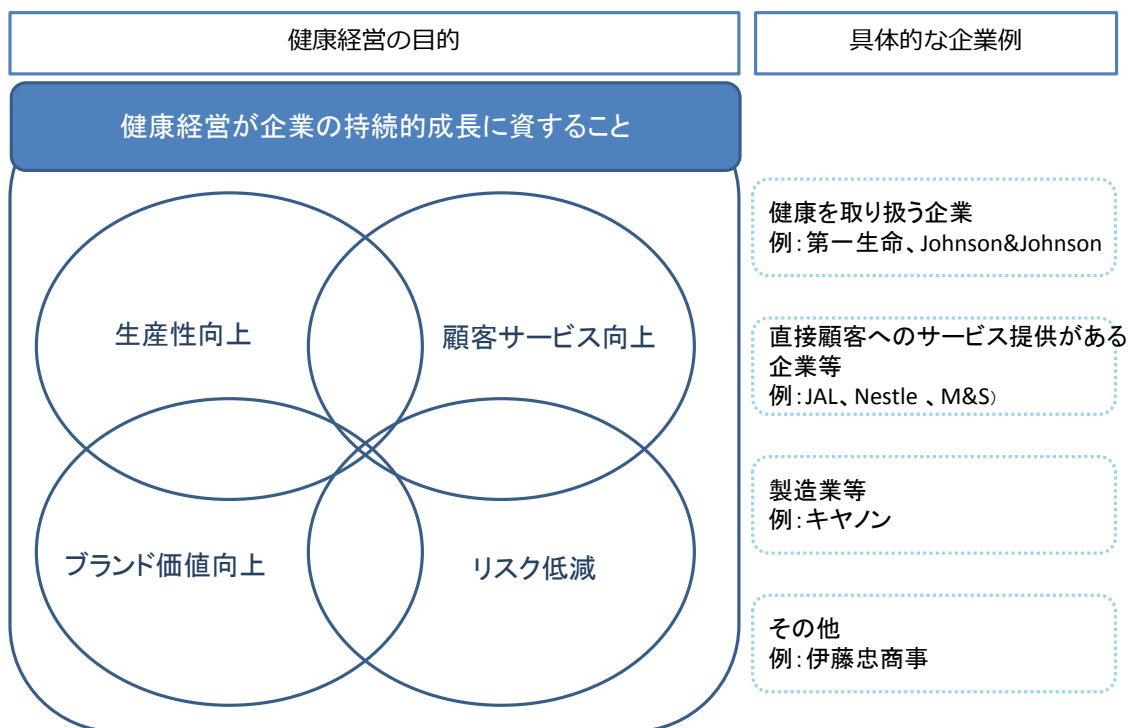 健康経営の目的
具体的な企業例
健康経営が企業の持続的成長に資すること
生産性向上
顧客サービス向上
ブランド価値向上
リスク低減
健康を取り扱う企業
例：第一生命、Johnson&Johnson
直接顧客へのサービス提供がある
企業等
例：JAL、Nestle 、M&S）
製造業等
例：キヤノン
その他
例：伊藤忠商事